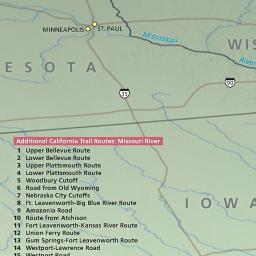 MINNEAPOLIS
ST. PAUL
Mississippi
WIS
River
ESOTA
90
35
Additional California Trail Routes: Missouri River
1 Upper Bellevue Route
2 Lower Bellevue Route
3 Upper Plattsmouth Route
4 Lower Plattsmouth Route
5 Woodbury Cutoff
6 Road from Old Wyoming
7 Nebraska City Cutoffs
8 Ft. Leavenworth-Big Blue River Route
9 Amazonia Road
10 Route from Atchison
11 Fort Leavenworth-Kansas River Route
12 Union Ferry Route
13 Gum Springs-Fort Leavenworth Route
14 Westport-Lawrence Road
15 Westport Road
IOWA